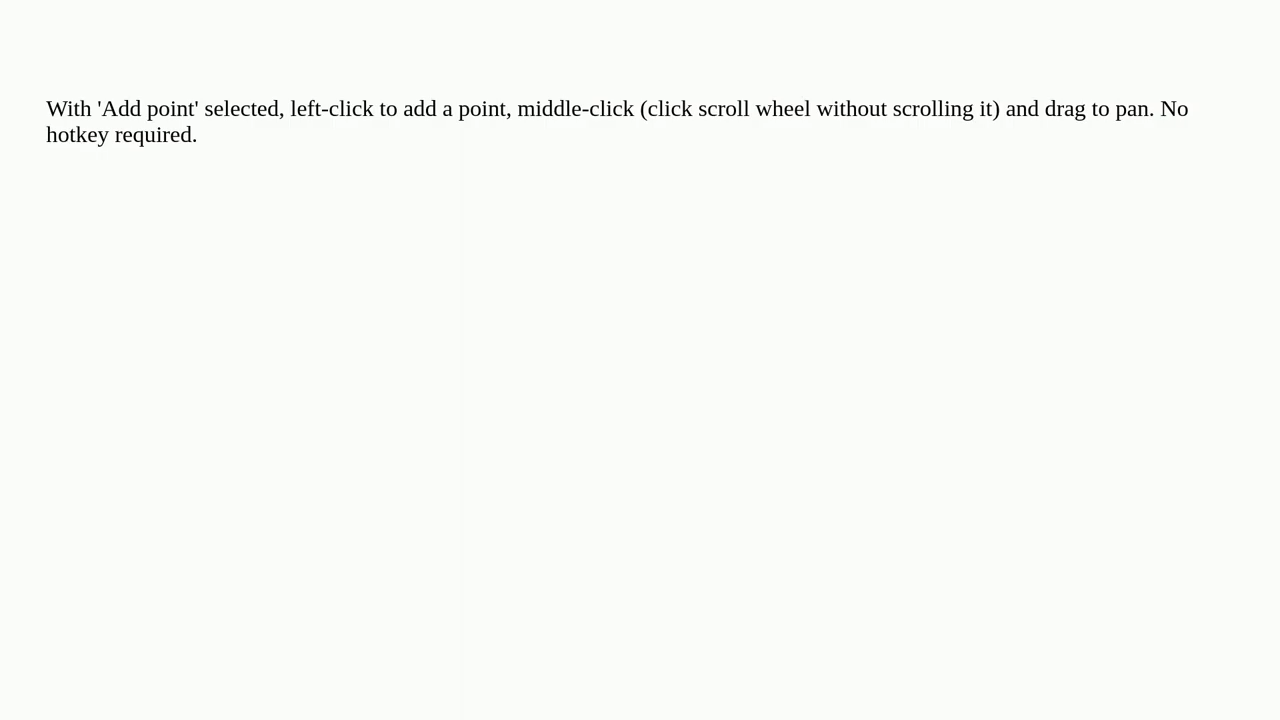 With 'Add point' selected, left-click to add a point, middle-click (click scroll wheel without scrolling it) and drag to pan. No
hotkey required.